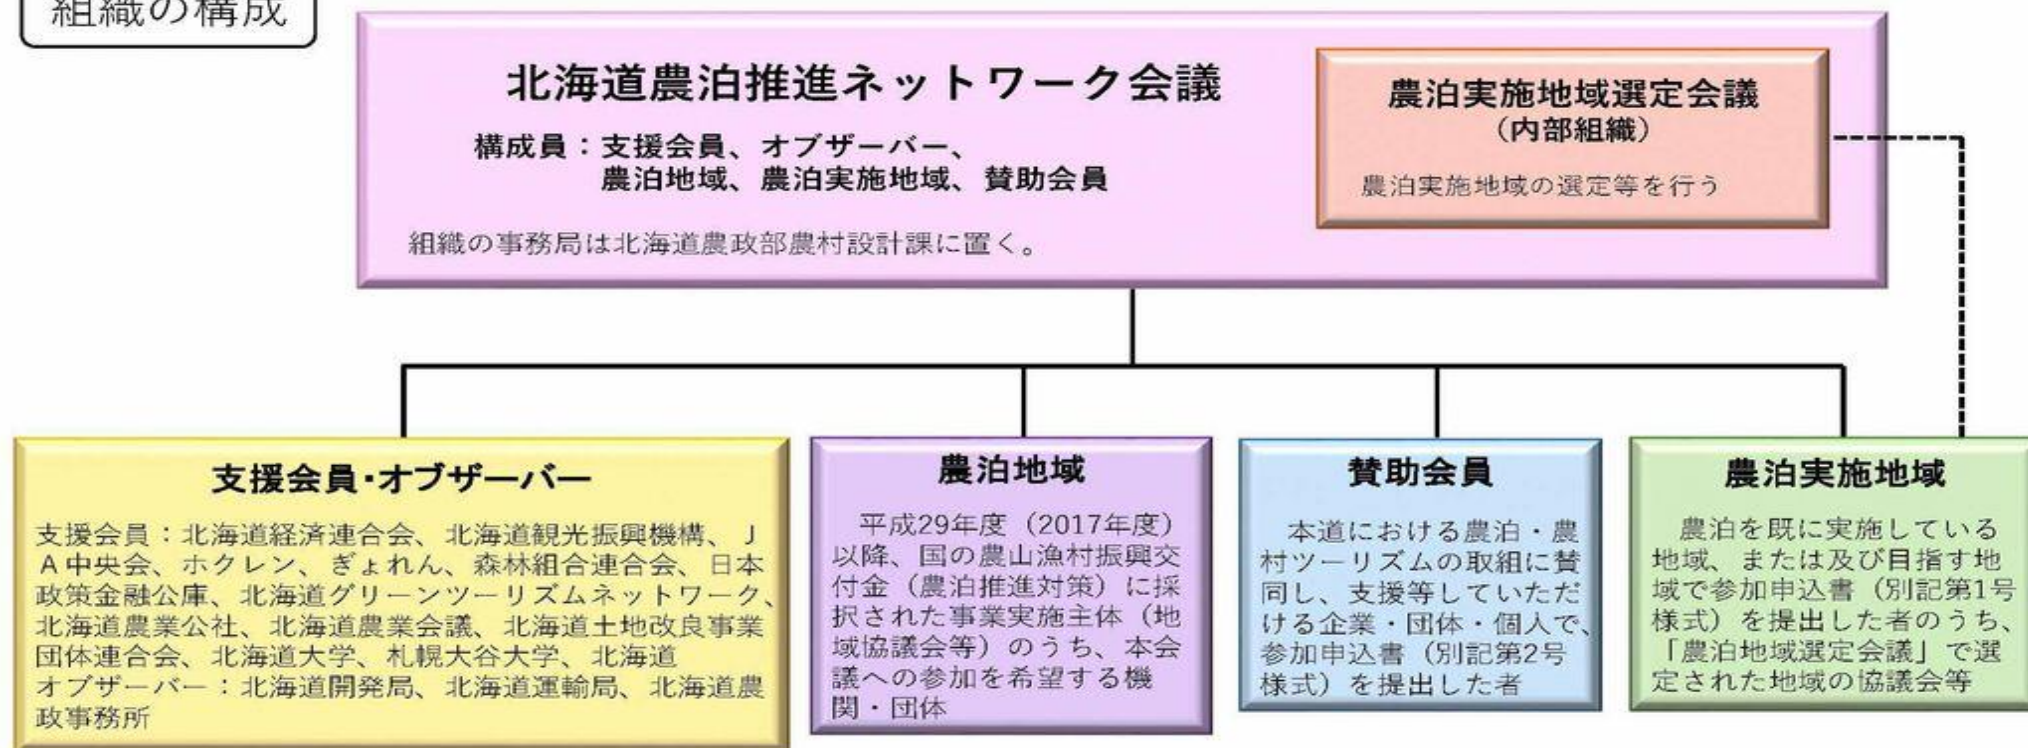 組織の構成
北海道農泊推進ネットワーク会議
構成員：支援会員、オブザーバー、
農泊地域、農泊実施地域、賛助会員
組織の事務局は北海道農政部農村設計課に置く。
農泊実施地域選定会議
（内部組織）
農泊実施地域の選定等を行う
支援会員・オブザーバー
支援会員：北海道経済連合会、北海道観光振興機構、Ｊ
Ａ中央会、ホクレン、ぎょれん、森林組合連合会、日本
政策金融公庫、北海道グリーンツーリズムネットワーク、
北海道農業公社、北海道農業会議、北海道土地改良事業
団体連合会、北海道大学、札幌大谷大学、北海道
オブザーバー：北海道開発局、北海道運輸局、北海道農
政事務所
農泊地域
平成29年度（2017年度）
以降、国の農山漁村振興交
付金（農泊推進対策）に採
択された事業実施主体（地
域協議会等）のうち、本会
議への参加を希望する機
関・団体
賛助会員
本道における農泊・農
村ツーリズムの取組に賛
同し、支援等していただ
ける企業・団体・個人で、
参加申込書（別記第2号
様式）を提出した者
農泊実施地域
農泊を既に実施している
地域、または及び目指す地
域で参加申込書（別記第1号
様式）を提出した者のうち、
「農泊地域選定会議」で選
定された地域の協議会等